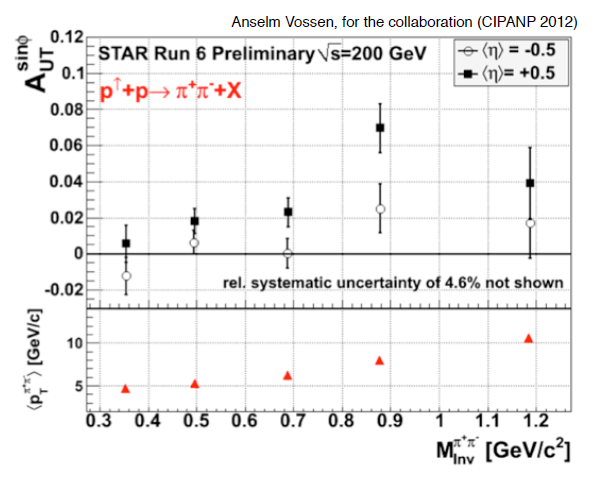 Anselm Vossen, for the collaboration (CIPANP 2012)
A_UT^sinϕ
STAR Run 6 Preliminary √s=200 GeV
p↑+p→ π⁺π⁻+X
⟨η⟩ = -0.5
⟨η⟩= +0.5
0.12
0.1
0.08
0.06
0.04
0.02
0
-0.02
rel. systematic uncertainty of 4.6% not shown
⟨p_T^π⁺π⁻⟩ [GeV/c]
10
5
0.3 0.4 0.5 0.6 0.7 0.8 0.9 1 1.1 1.2
M_Inv^π⁺π⁻ [GeV/c²]